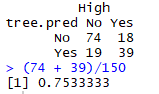 High
tree.pred No Yes
No 74 18
Yes 19 39
> (74 + 39)/150
[1] 0.7533333